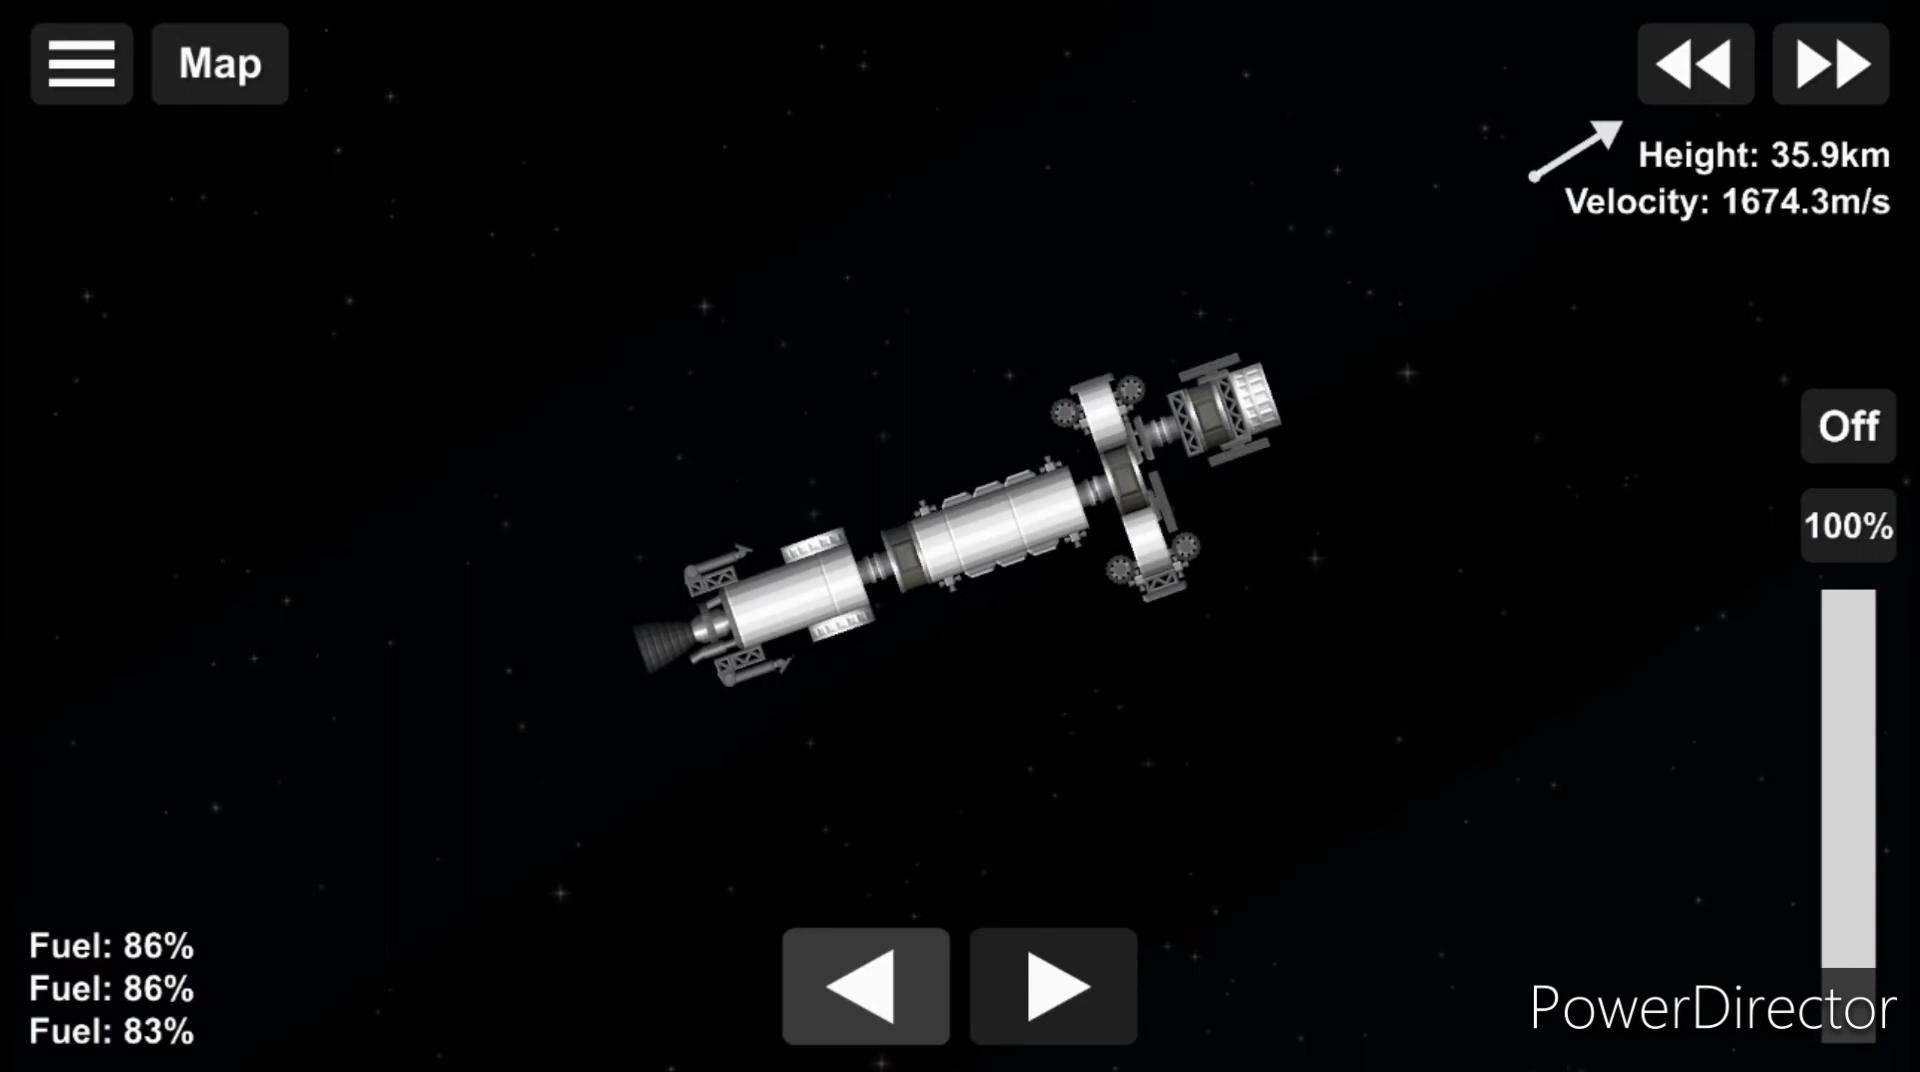 Map
Height: 35.9km
Velocity: 1674.3m/s
Off
100%
Fuel: 86%
Fuel: 86%
Fuel: 83%
PowerDirector